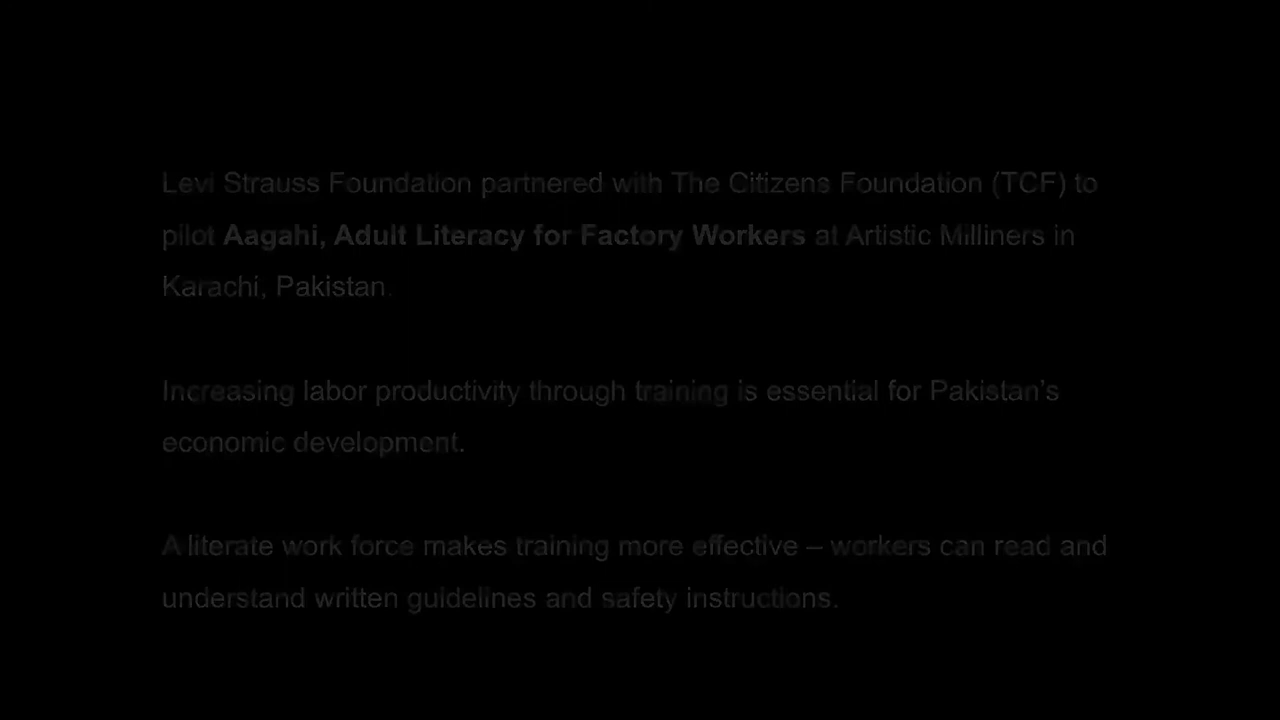 Levi Strauss Foundation partnered with The Citizens Foundation (TCF) to
pilot Aagahi, Adult Literacy for Factory Workers at Artistic Milliners in
Karachi, Pakistan.
Increasing labor productivity through training is essential for Pakistan's
economic development.
A literate work force makes training more effective – workers can read and
understand written guidelines and safety instructions.